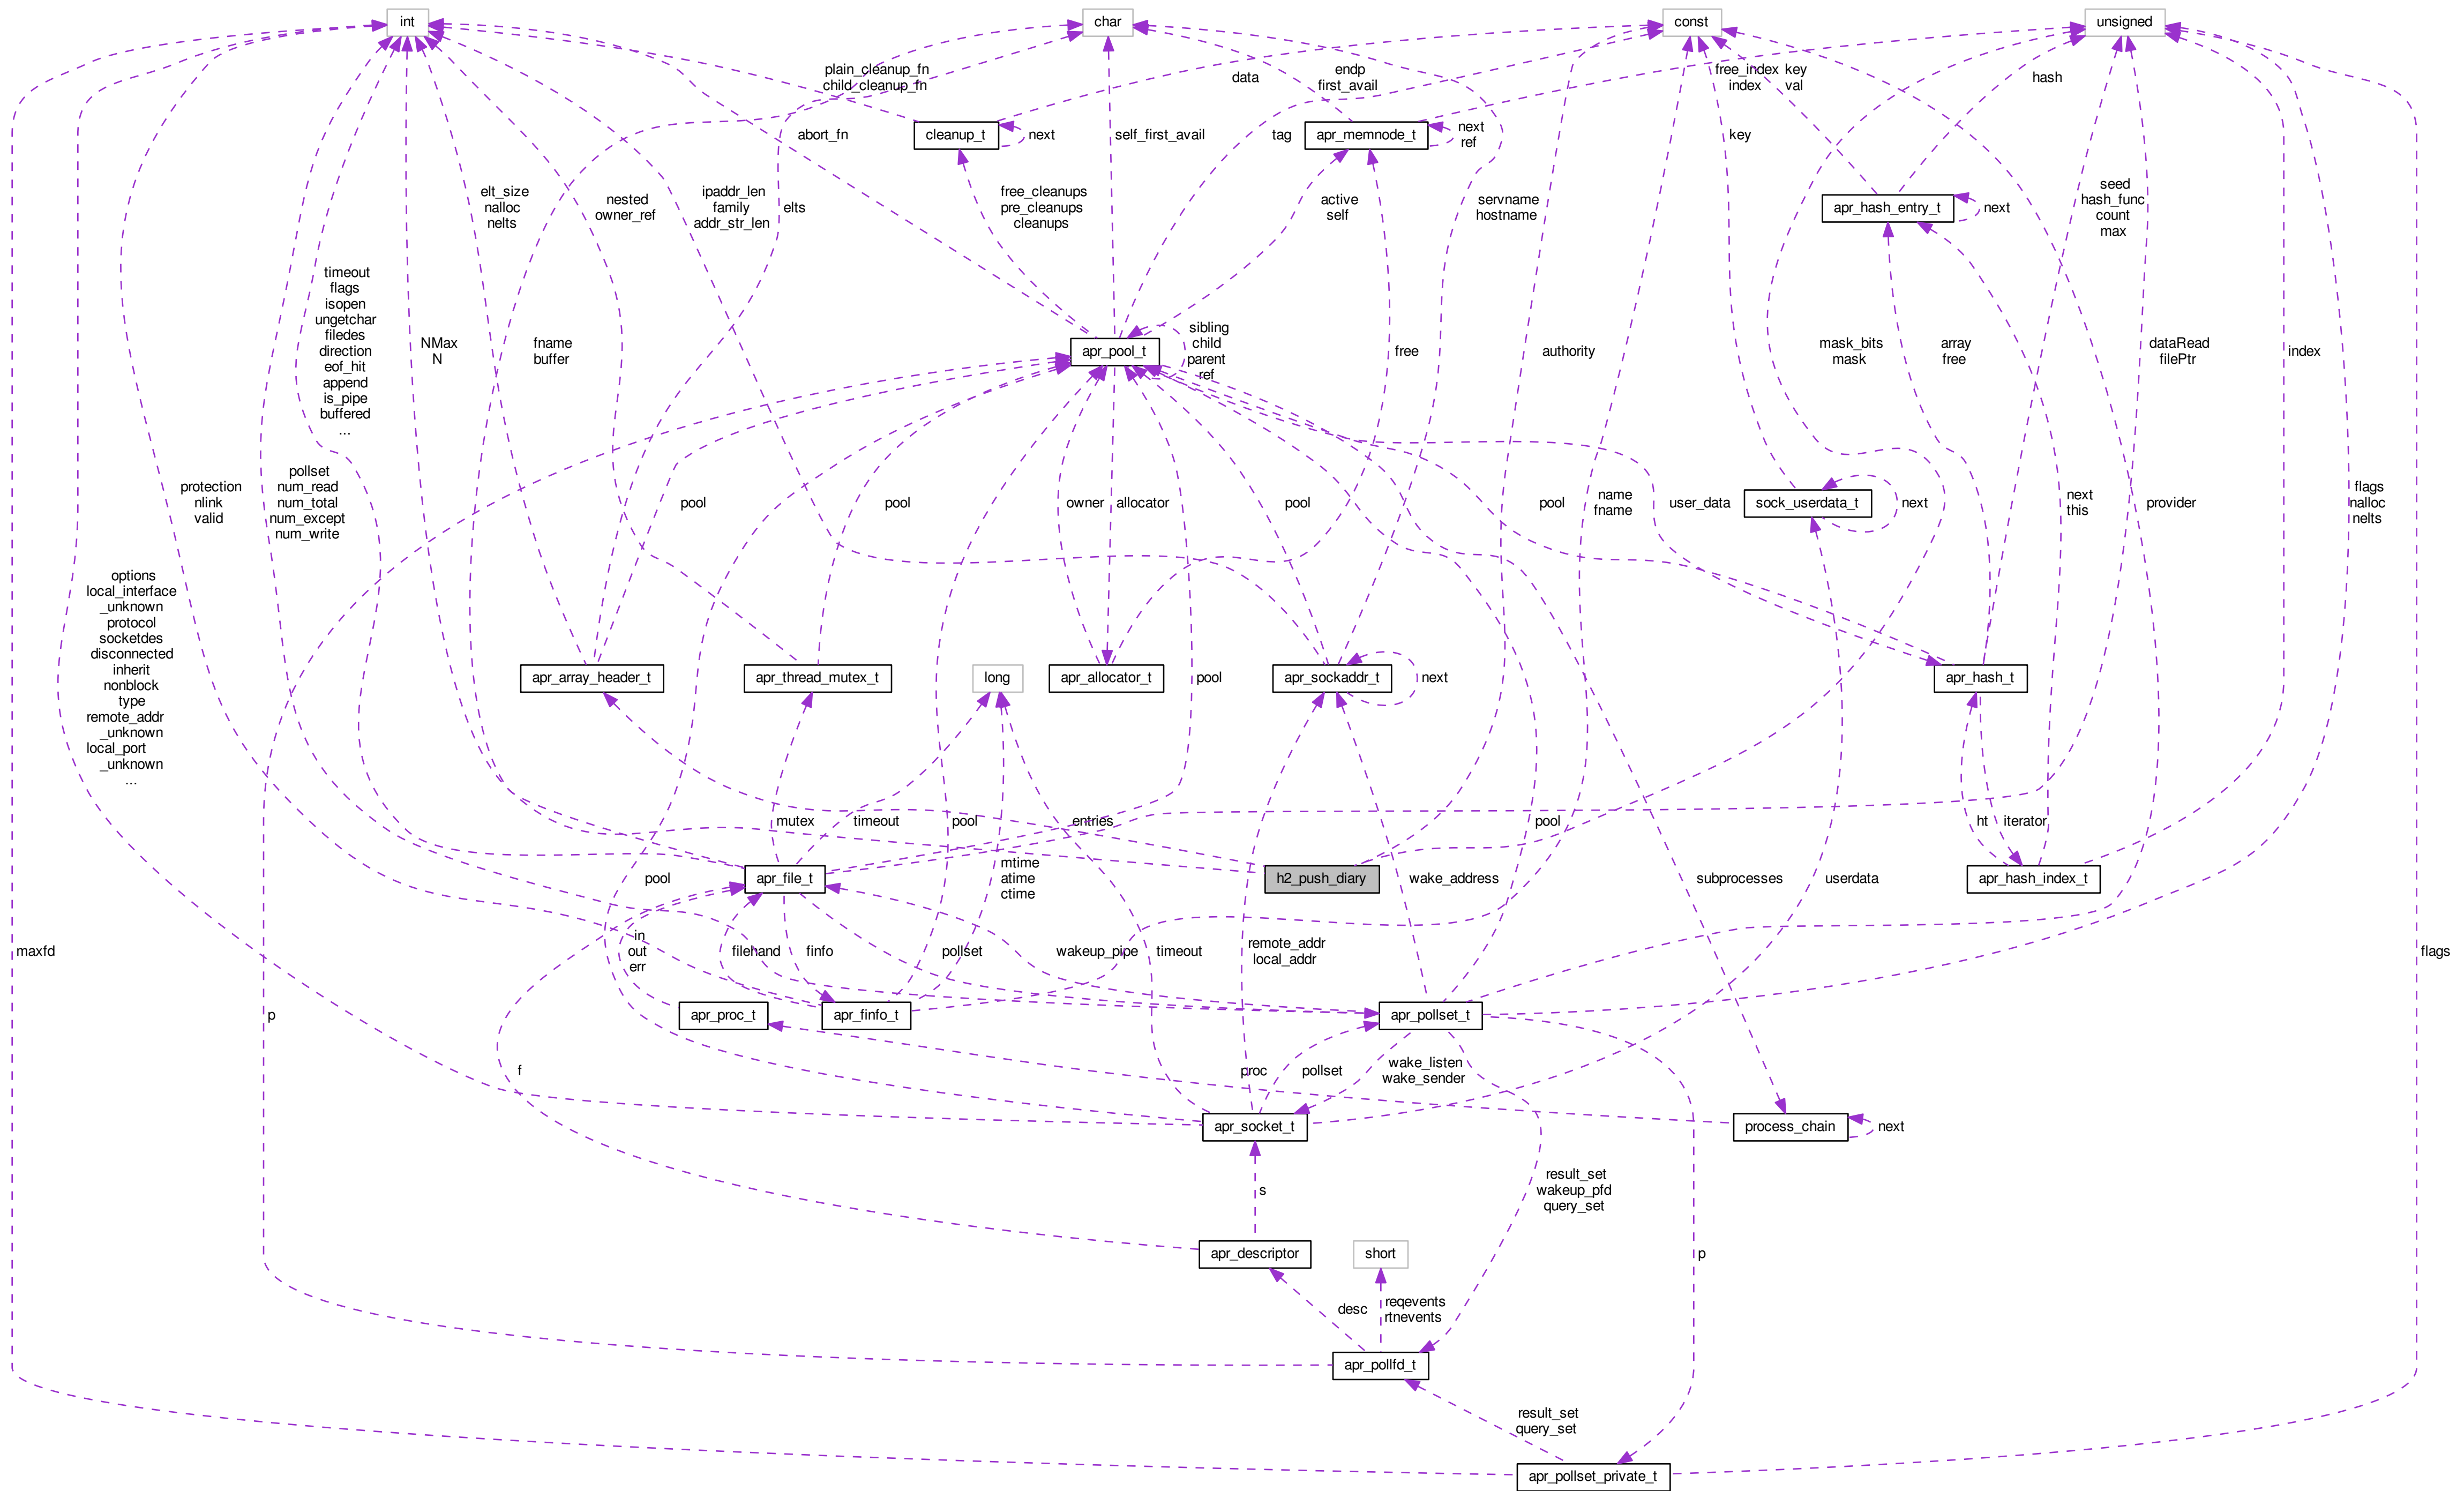 int
char
const
unsigned
plain_cleanup_fn
child_cleanup_fn
data
endp
first_avail
free_index
index
key
val
hash
cleanup_t
next
abort_fn
self_first_avail
tag
apr_memnode_t
next
ref
key
elt_size
nalloc
nelts
nested
owner_ref
ipaddr_len
family
addr_str_len
elts
free_cleanups
pre_cleanups
cleanups
active
self
servname
hostname
apr_hash_entry_t
next
seed
hash_func
count
max
timeout
flags
isopen
ungetchar
filedes
direction
eof_hit
append
is_pipe
buffered
...
NMax
N
fname
buffer
apr_pool_t
sibling
child
parent
ref
free
authority
mask_bits
mask
array
free
dataRead
filePtr
index
protection
nlink
valid
pollset
num_read
num_total
num_except
num_write
pool
pool
owner
allocator
pool
pool
name
fname
user_data
sock_userdata_t
next
next
this
provider
flags
nalloc
nelts
options
local_interface
_unknown
protocol
socketdes
disconnected
inherit
nonblock
type
remote_addr
_unknown
local_port
_unknown
...
apr_array_header_t
apr_thread_mutex_t
long
apr_allocator_t
pool
apr_sockaddr_t
next
apr_hash_t
mutex
timeout
pool
entries
pool
ht
iterator
pool
apr_file_t
mtime
atime
ctime
h2_push_diary
wake_address
subprocesses
userdata
apr_hash_index_t
maxfd
in
out
err
filehand
finfo
pollset
wakeup_pipe
timeout
remote_addr
local_addr
flags
p
apr_proc_t
apr_finfo_t
apr_pollset_t
f
proc
pollset
wake_listen
wake_sender
apr_socket_t
process_chain
next
s
result_set
wakeup_pfd
query_set
apr_descriptor
short
p
desc
reqevents
rtnevents
apr_pollfd_t
result_set
query_set
apr_pollset_private_t